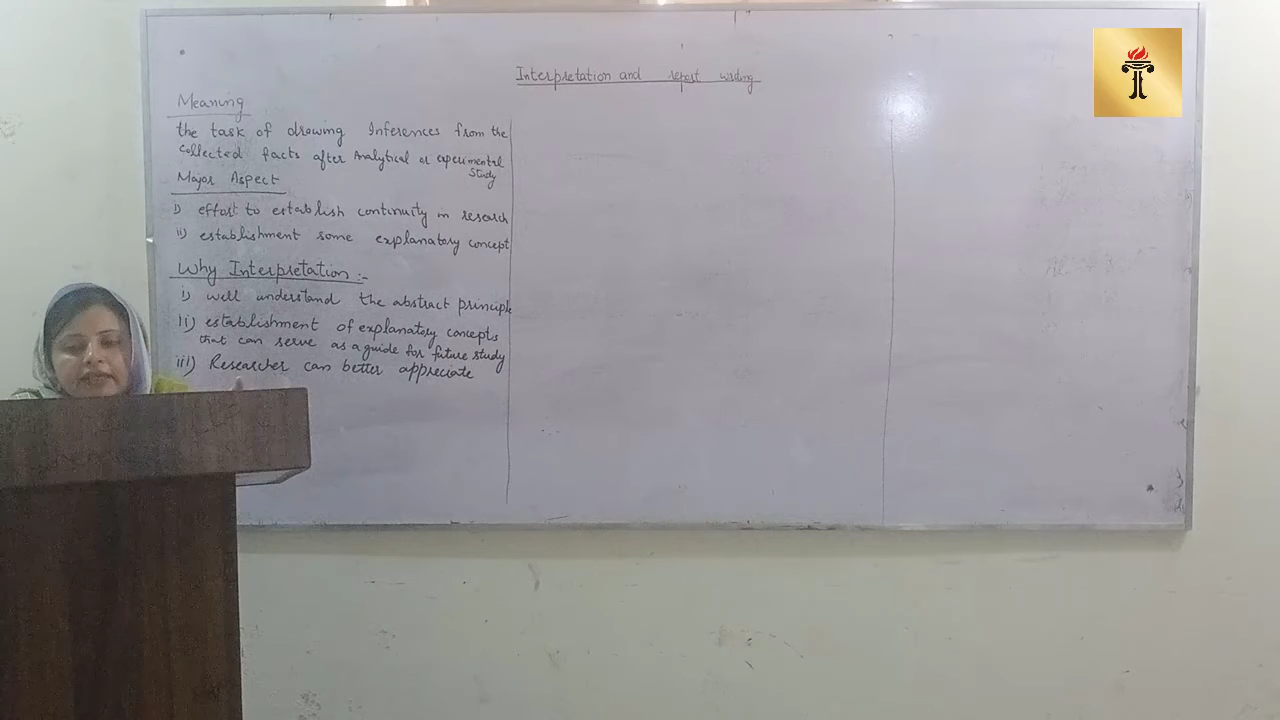 Interpretation and report writing
Meaning
the task of drowing Inferences from the
collected facts after Analytical or experimental
study
Major Aspect
i) effort to establish continuity in research
ii) establishment some explanatory concept
Why Interpretation :-
i) well understand the abstract principle
ii) establishment of explanatory concepts
that can serve as a guide for future study
iii) Researcher can better appreciate